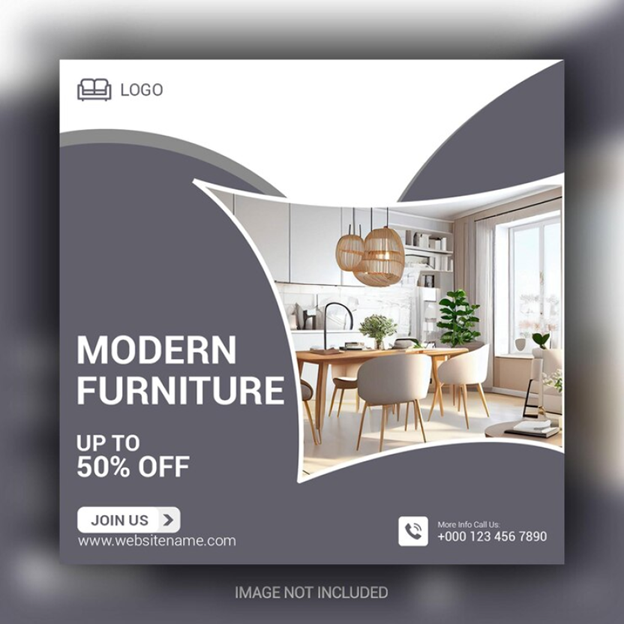 LOGO
MODERN
FURNITURE
UP TO
50% OFF
JOIN US
www.websitename.com
More Info Call Us:
+000 123 456 7890
IMAGE NOT INCLUDED